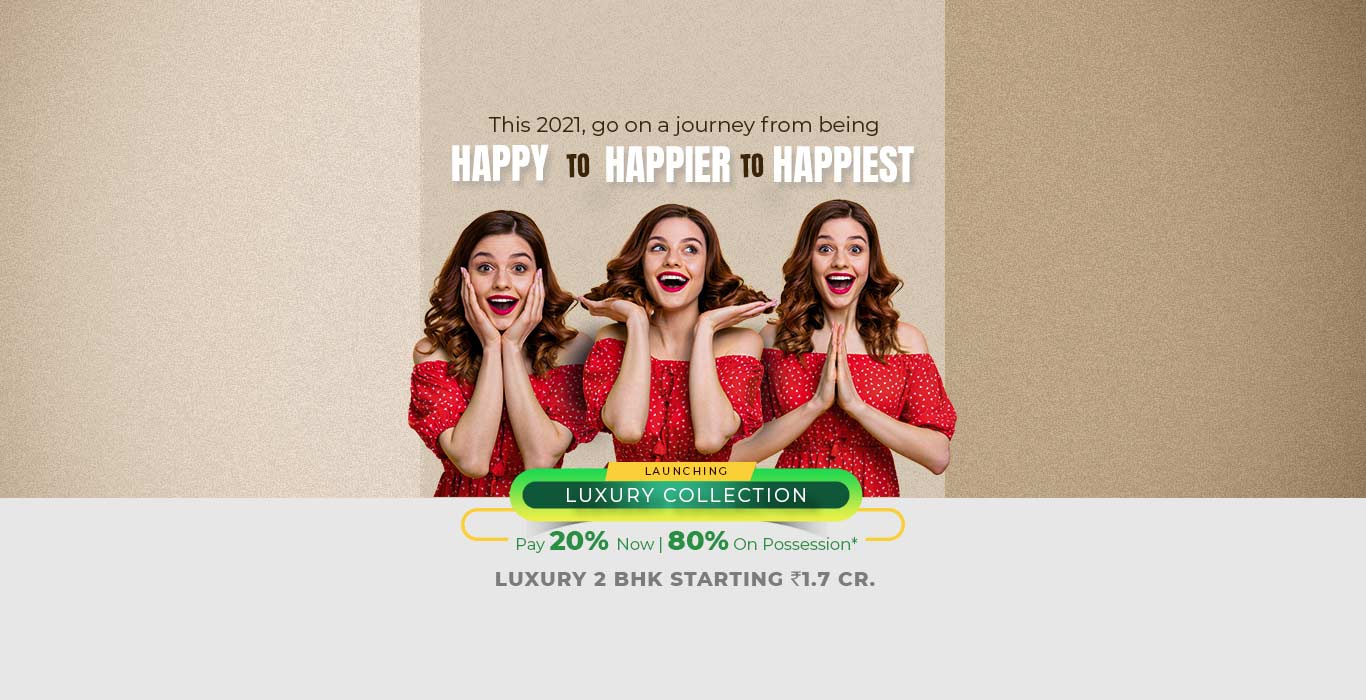 This 2021, go on a journey from being
HAPPY TO HAPPIER TO HAPPIEST
LAUNCHING
LUXURY COLLECTION
Pay 20% Now | 80% On Possession*
LUXURY 2 BHK STARTING ₹1.7 CR.